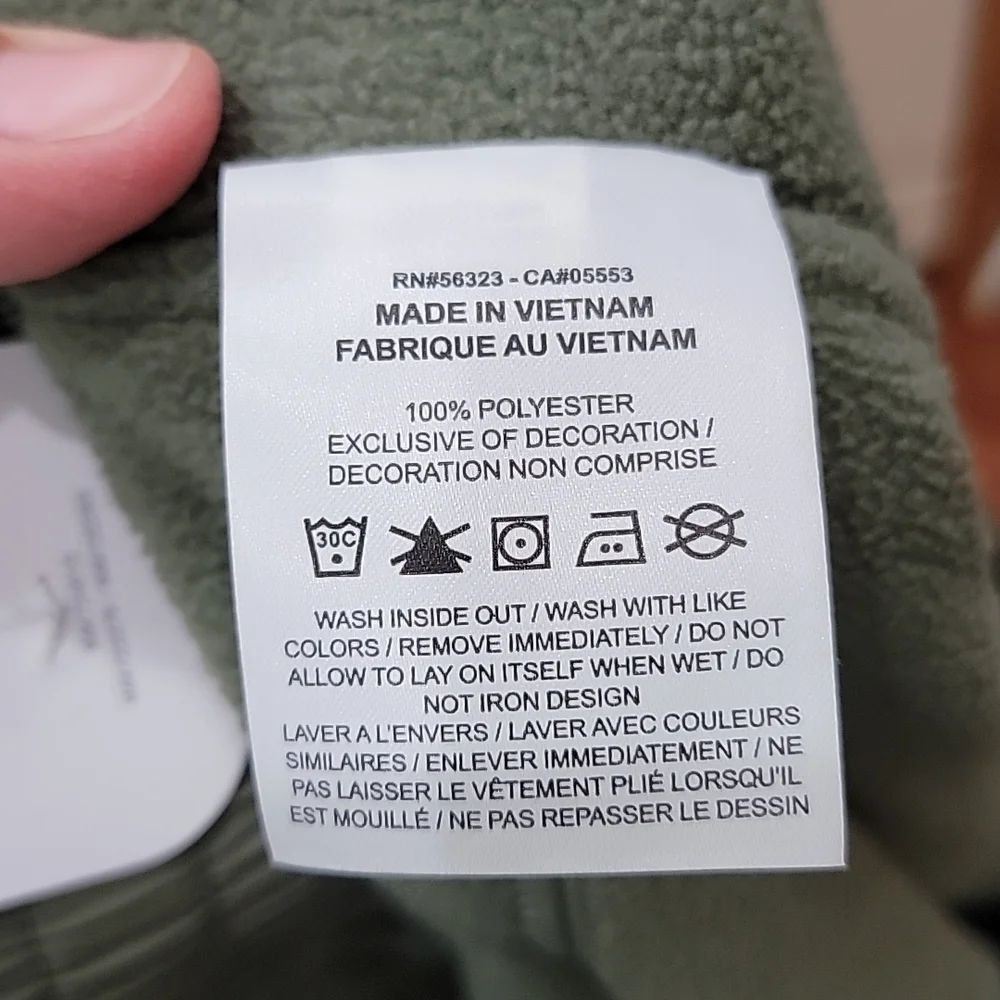 RN#56323 - CA#05553
MADE IN VIETNAM
FABRIQUE AU VIETNAM
100% POLYESTER
EXCLUSIVE OF DECORATION /
DECORATION NON COMPRISE
30C
WASH INSIDE OUT / WASH WITH LIKE
COLORS / REMOVE IMMEDIATELY / DO NOT
ALLOW TO LAY ON ITSELF WHEN WET / DO
NOT IRON DESIGN
LAVER A L'ENVERS / LAVER AVEC COULEURS
SIMILAIRES / ENLEVER IMMEDIATEMENT / NE
PAS LAISSER LE VÊTEMENT PLIÉ LORSQU'IL
EST MOUILLÉ / NE PAS REPASSER LE DESSIN